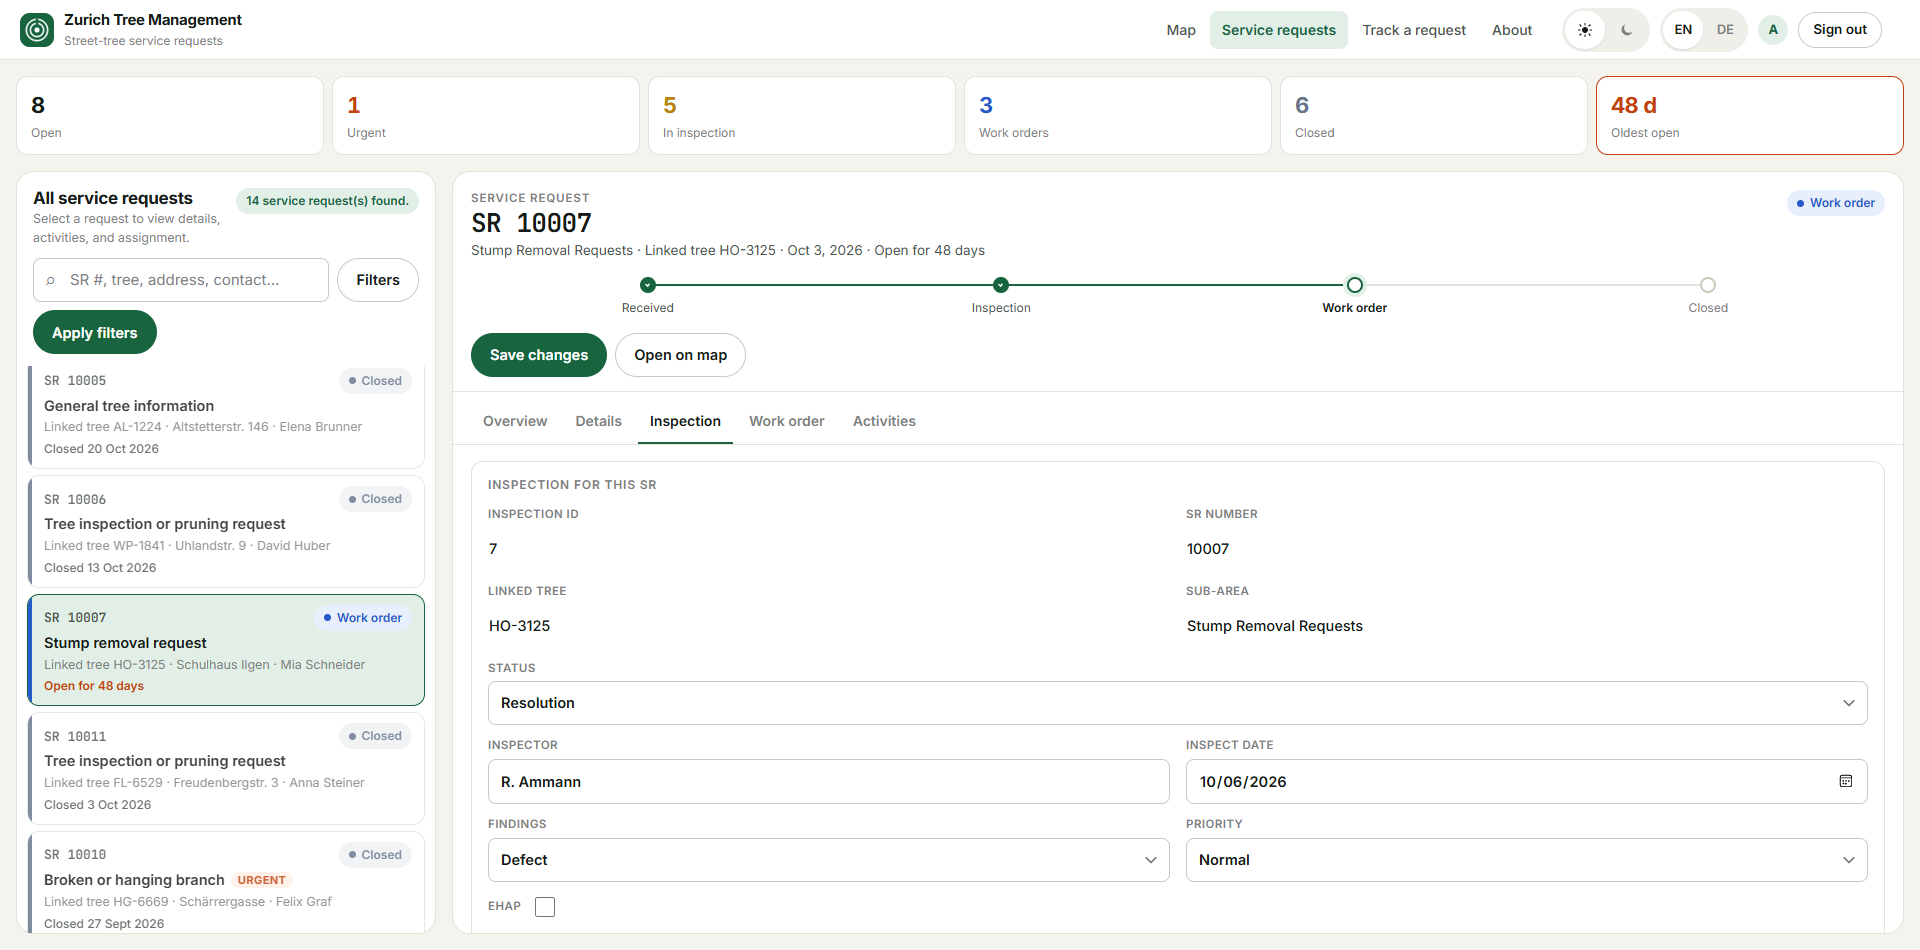 Zurich Tree Management
Street-tree service requests
Map
Service requests
Track a request
About
EN
DE
A
Sign out
8
Open
1
Urgent
5
In inspection
3
Work orders
6
Closed
48 d
Oldest open
All service requests
14 service request(s) found.
Select a request to view details,
activities, and assignment.
SR #, tree, address, contact...
Filters
Apply filters
SR 10005
Closed
General tree information
Linked tree AL-1224 · Altstetterstr. 146 · Elena Brunner
Closed 20 Oct 2026
SR 10006
Closed
Tree inspection or pruning request
Linked tree WP-1841 · Uhlandstr. 9 · David Huber
Closed 13 Oct 2026
SR 10007
Work order
Stump removal request
Linked tree HO-3125 · Schulhaus Ilgen · Mia Schneider
Open for 48 days
SR 10011
Closed
Tree inspection or pruning request
Linked tree FL-6529 · Freudenbergstr. 3 · Anna Steiner
Closed 3 Oct 2026
SR 10010
Closed
Broken or hanging branch URGENT
Linked tree HG-6669 · Schärrergasse · Felix Graf
Closed 27 Sept 2026
SERVICE REQUEST
SR 10007
Work order
Stump Removal Requests · Linked tree HO-3125 · Oct 3, 2026 · Open for 48 days
Received
Inspection
Work order
Closed
Save changes
Open on map
Overview
Details
Inspection
Work order
Activities
INSPECTION FOR THIS SR
INSPECTION ID
SR NUMBER
7
10007
LINKED TREE
SUB-AREA
HO-3125
Stump Removal Requests
STATUS
Resolution
INSPECTOR
INSPECT DATE
R. Ammann
10/06/2026
FINDINGS
PRIORITY
Defect
Normal
EHAP